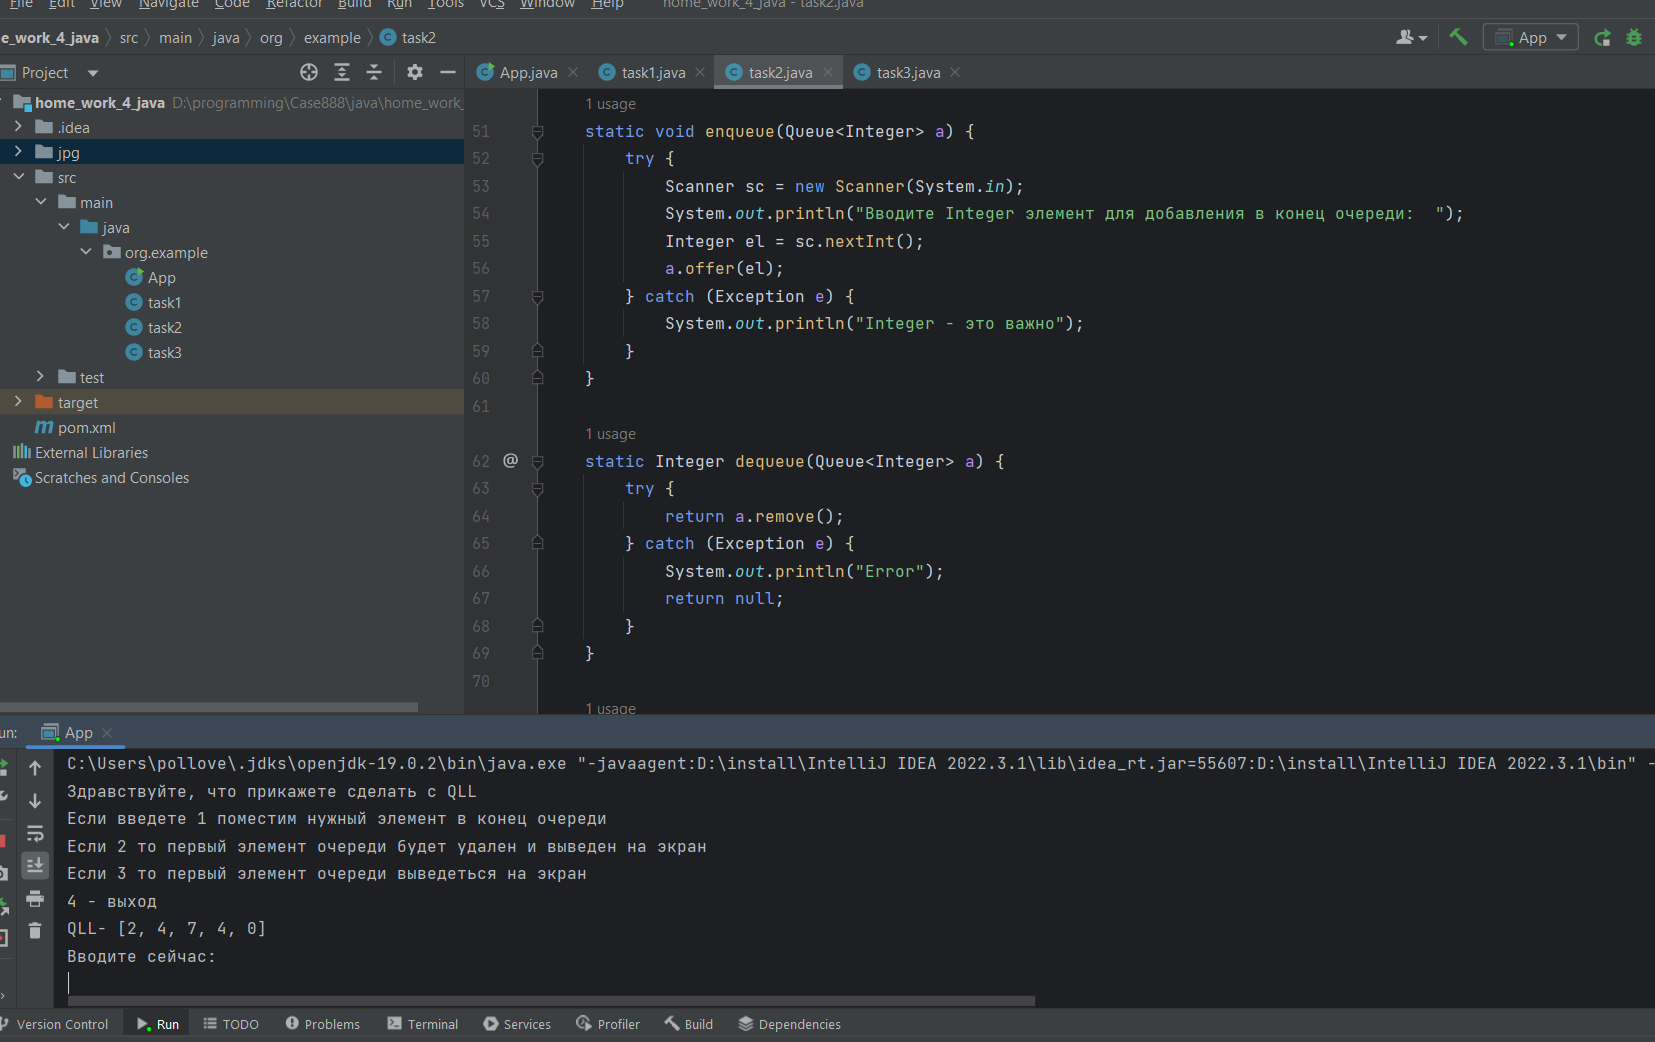 File Edit View Navigate Code Refactor Build Run Tools VCS Window Help home_work_4_java - task2.java
e_work_4_java src main java org example task2
App
Project
App.java task1.java task2.java task3.java
home_work_4_java D:\programming\Case888\java\home_work_
.idea
jpg
src
main
java
org.example
App
task1
task2
task3
test
target
pom.xml
External Libraries
Scratches and Consoles
1 usage
51 static void enqueue(Queue<Integer> a) {
52 try {
53 Scanner sc = new Scanner(System.in);
54 System.out.println("Вводите Integer элемент для добавления в конец очереди:  ");
55 Integer el = sc.nextInt();
56 a.offer(el);
57 } catch (Exception e) {
58 System.out.println("Integer - это важно");
59 }
60 }
61
1 usage
62 @ static Integer dequeue(Queue<Integer> a) {
63 try {
64 return a.remove();
65 } catch (Exception e) {
66 System.out.println("Error");
67 return null;
68 }
69 }
70
1 usage
un: App
C:\Users\pollove\.jdks\openjdk-19.0.2\bin\java.exe "-javaagent:D:\install\IntelliJ IDEA 2022.3.1\lib\idea_rt.jar=55607:D:\install\IntelliJ IDEA 2022.3.1\bin" -
Здравствуйте, что прикажете сделать с QLL
Если введете 1 поместим нужный элемент в конец очереди
Если 2 то первый элемент очереди будет удален и выведен на экран
Если 3 то первый элемент очереди выведеться на экран
4 - выход
QLL- [2, 4, 7, 4, 0]
Вводите сейчас:
Version Control Run TODO Problems Terminal Services Profiler Build Dependencies